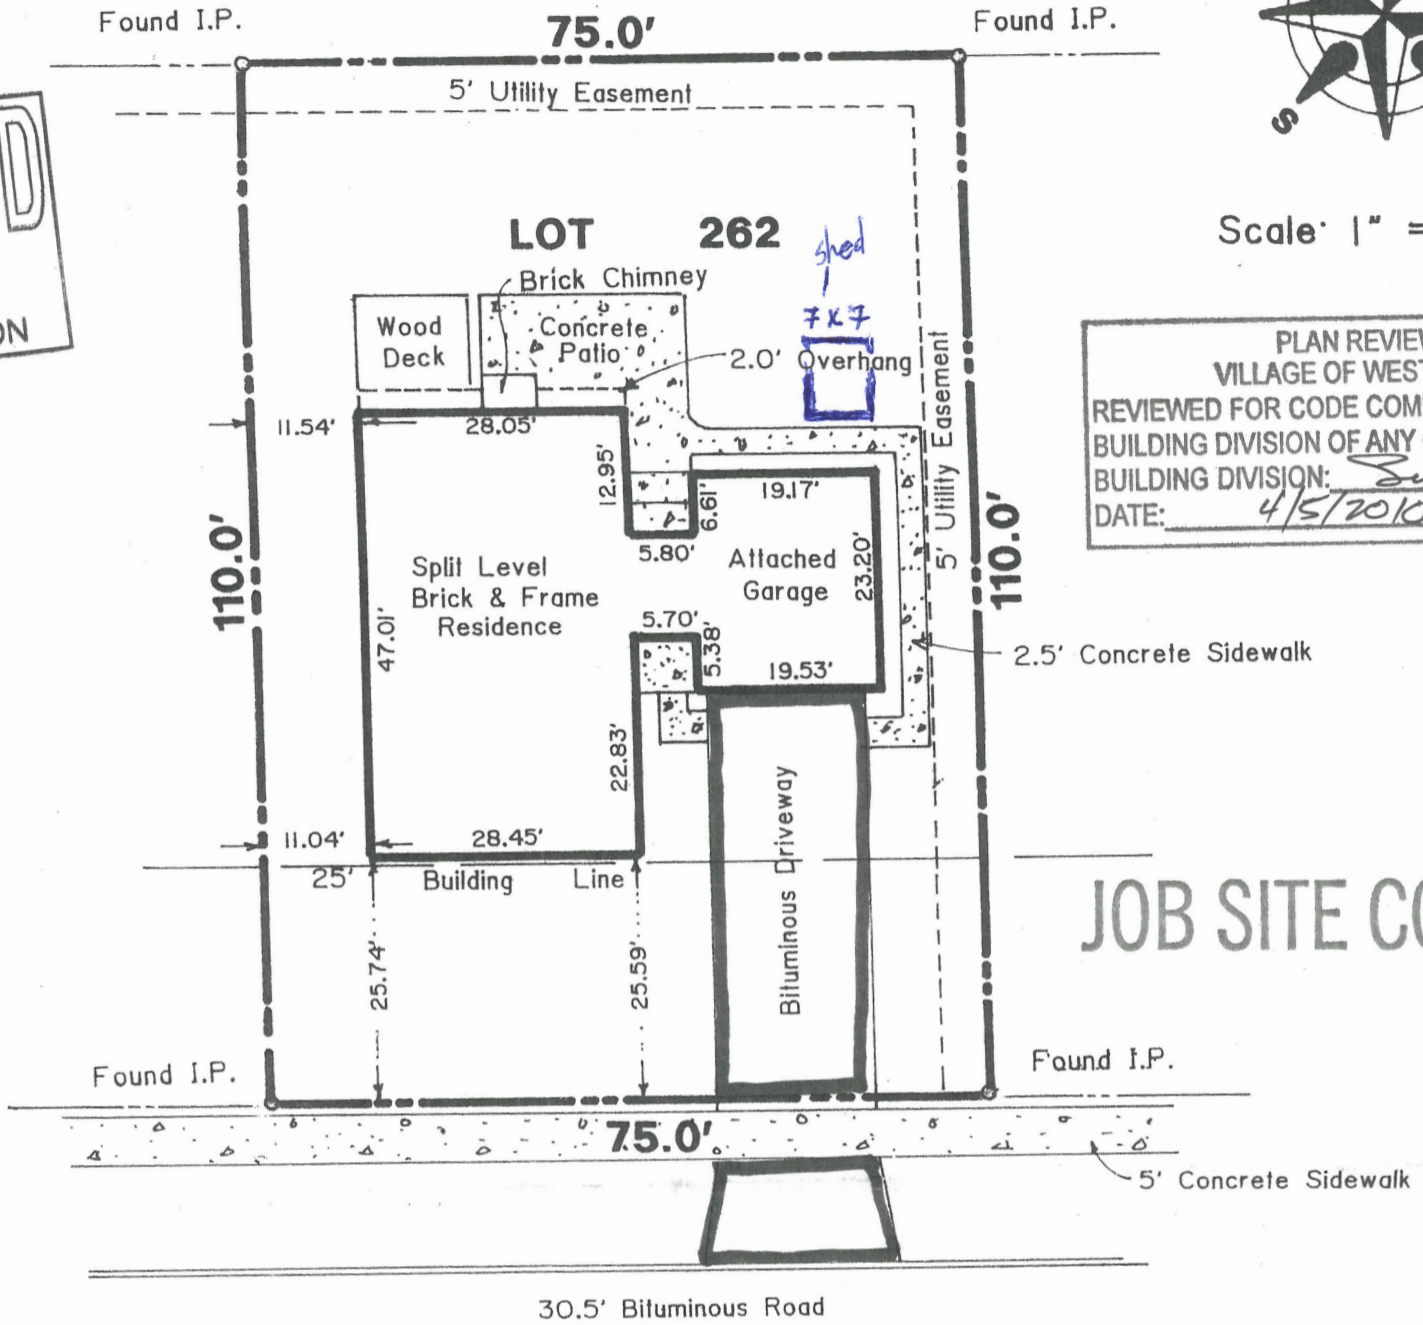 Found I.P.
75.0'
Found I.P.
5' Utility Easement
S
D
ON
LOT 262
shed
7 x 7
Scale: 1" =
Brick Chimney
Wood
Deck
Concrete
Patio
2.0' Overhang
5' Utility Easement
PLAN REVIEW
VILLAGE OF WEST
REVIEWED FOR CODE COM
BUILDING DIVISION OF ANY
BUILDING DIVISION:
DATE: 4/5/2010
11.54'
28.05'
12.95'
6.61'
19.17'
5.80'
110.0'
Split Level
Brick & Frame
Residence
Attached
Garage
23.20'
110.0'
47.01'
5.70'
5.38'
19.53'
2.5' Concrete Sidewalk
22.83'
Bituminous Driveway
11.04'
28.45'
25' Building Line
JOB SITE CO
25.74'
25.59'
Found I.P.
Found I.P.
75.0'
5' Concrete Sidewalk
30.5' Bituminous Road